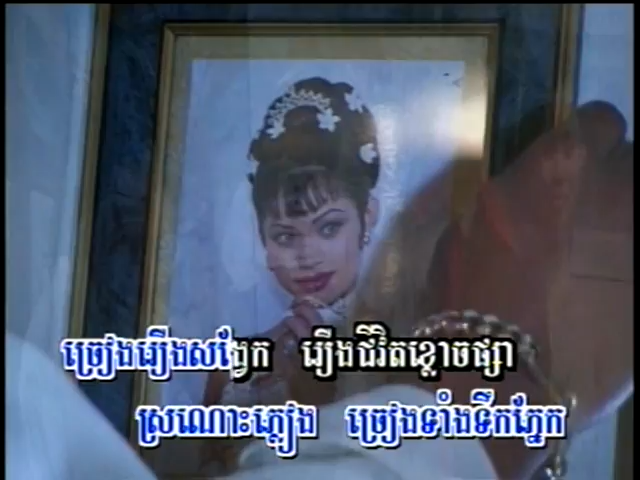 ច្រៀងរឿងសង្វែក រឿងជីវិតខ្លោចផ្សា
ស្រណោះភ្លៀង ច្រៀងទាំងទឹកភ្នែក